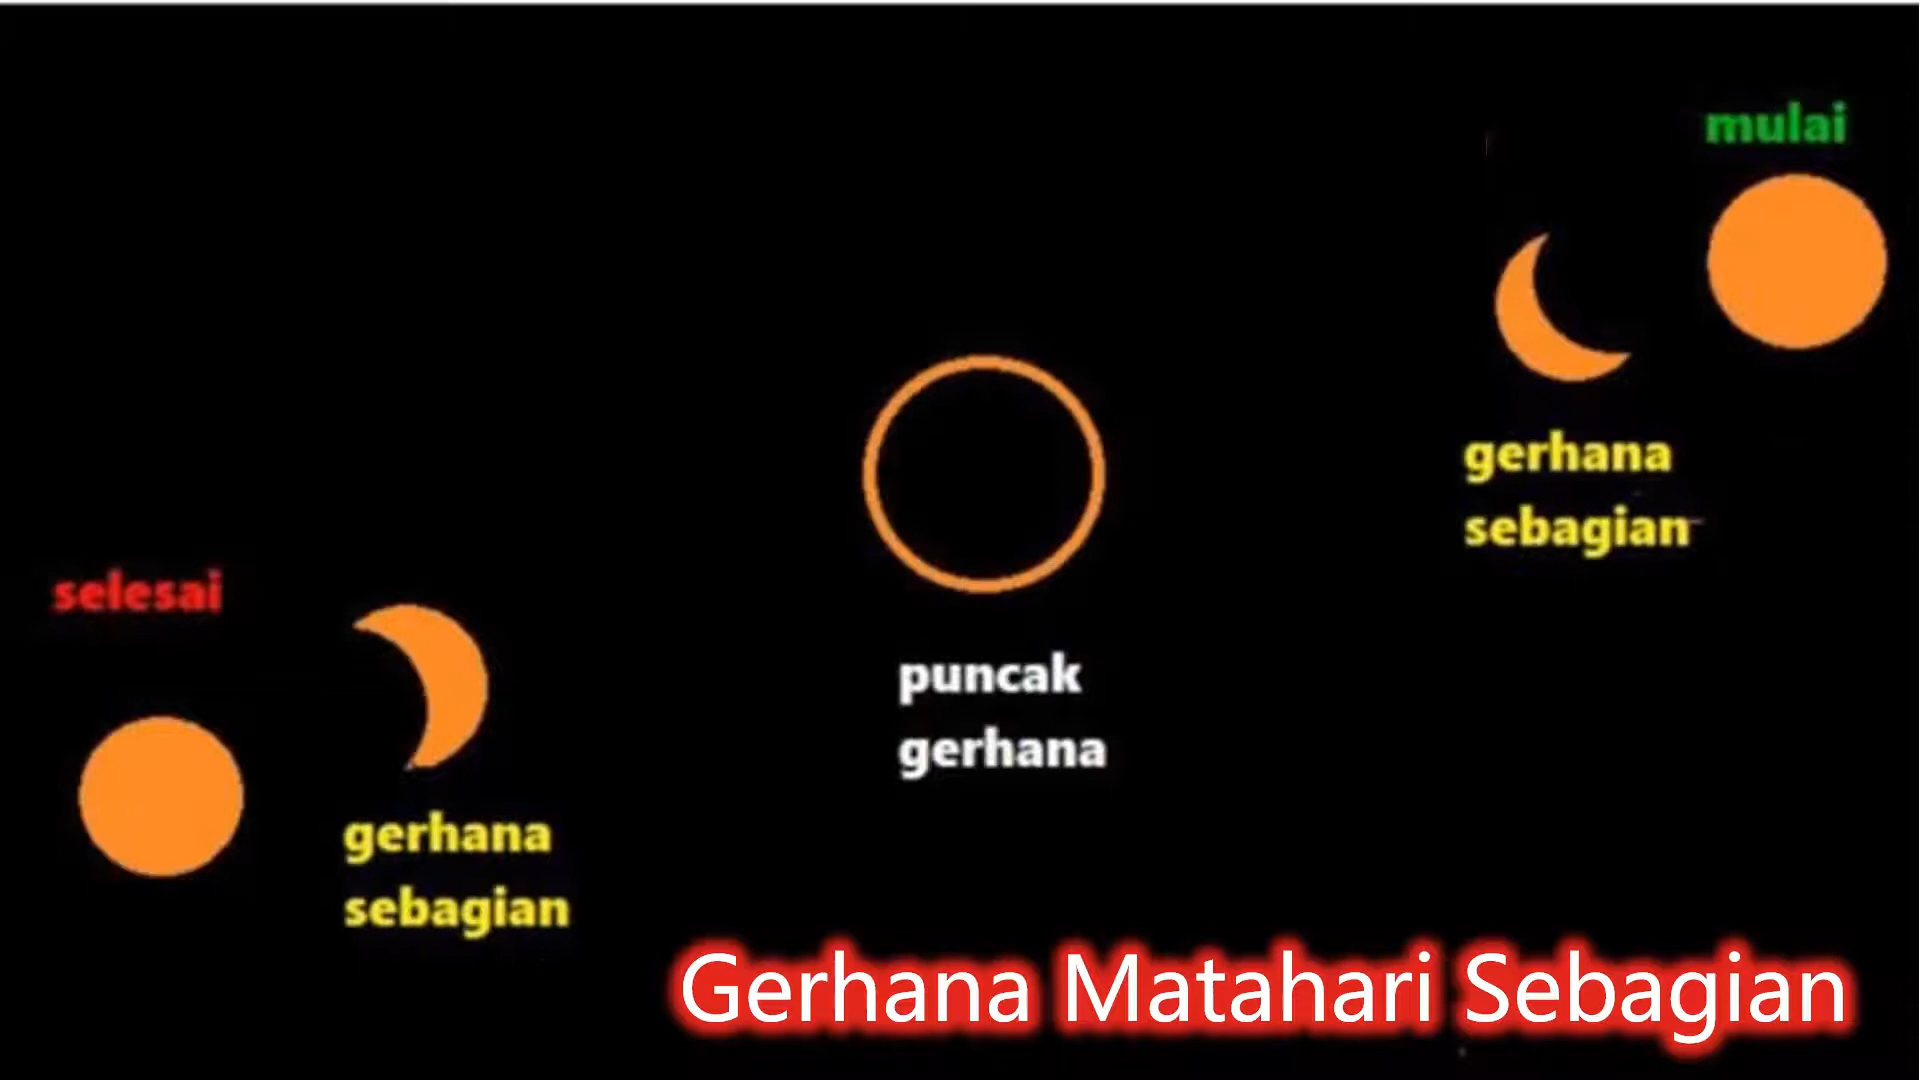 mulai
gerhana
sebagian
puncak
gerhana
selesai
gerhana
sebagian
Gerhana Matahari Sebagian